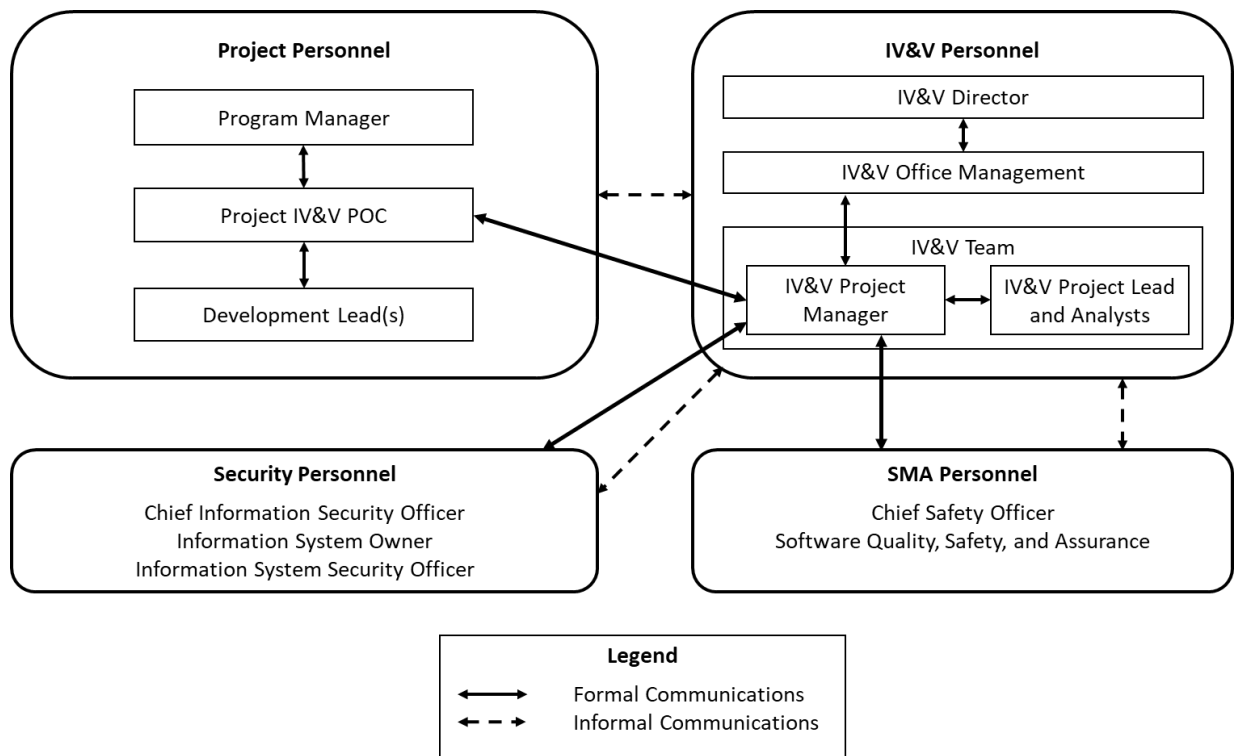 Project Personnel
Program Manager
Project IV&V POC
Development Lead(s)
IV&V Personnel
IV&V Director
IV&V Office Management
IV&V Team
IV&V Project
Manager
IV&V Project Lead
and Analysts
Security Personnel
Chief Information Security Officer
Information System Owner
Information System Security Officer
SMA Personnel
Chief Safety Officer
Software Quality, Safety, and Assurance
Legend
Formal Communications
Informal Communications